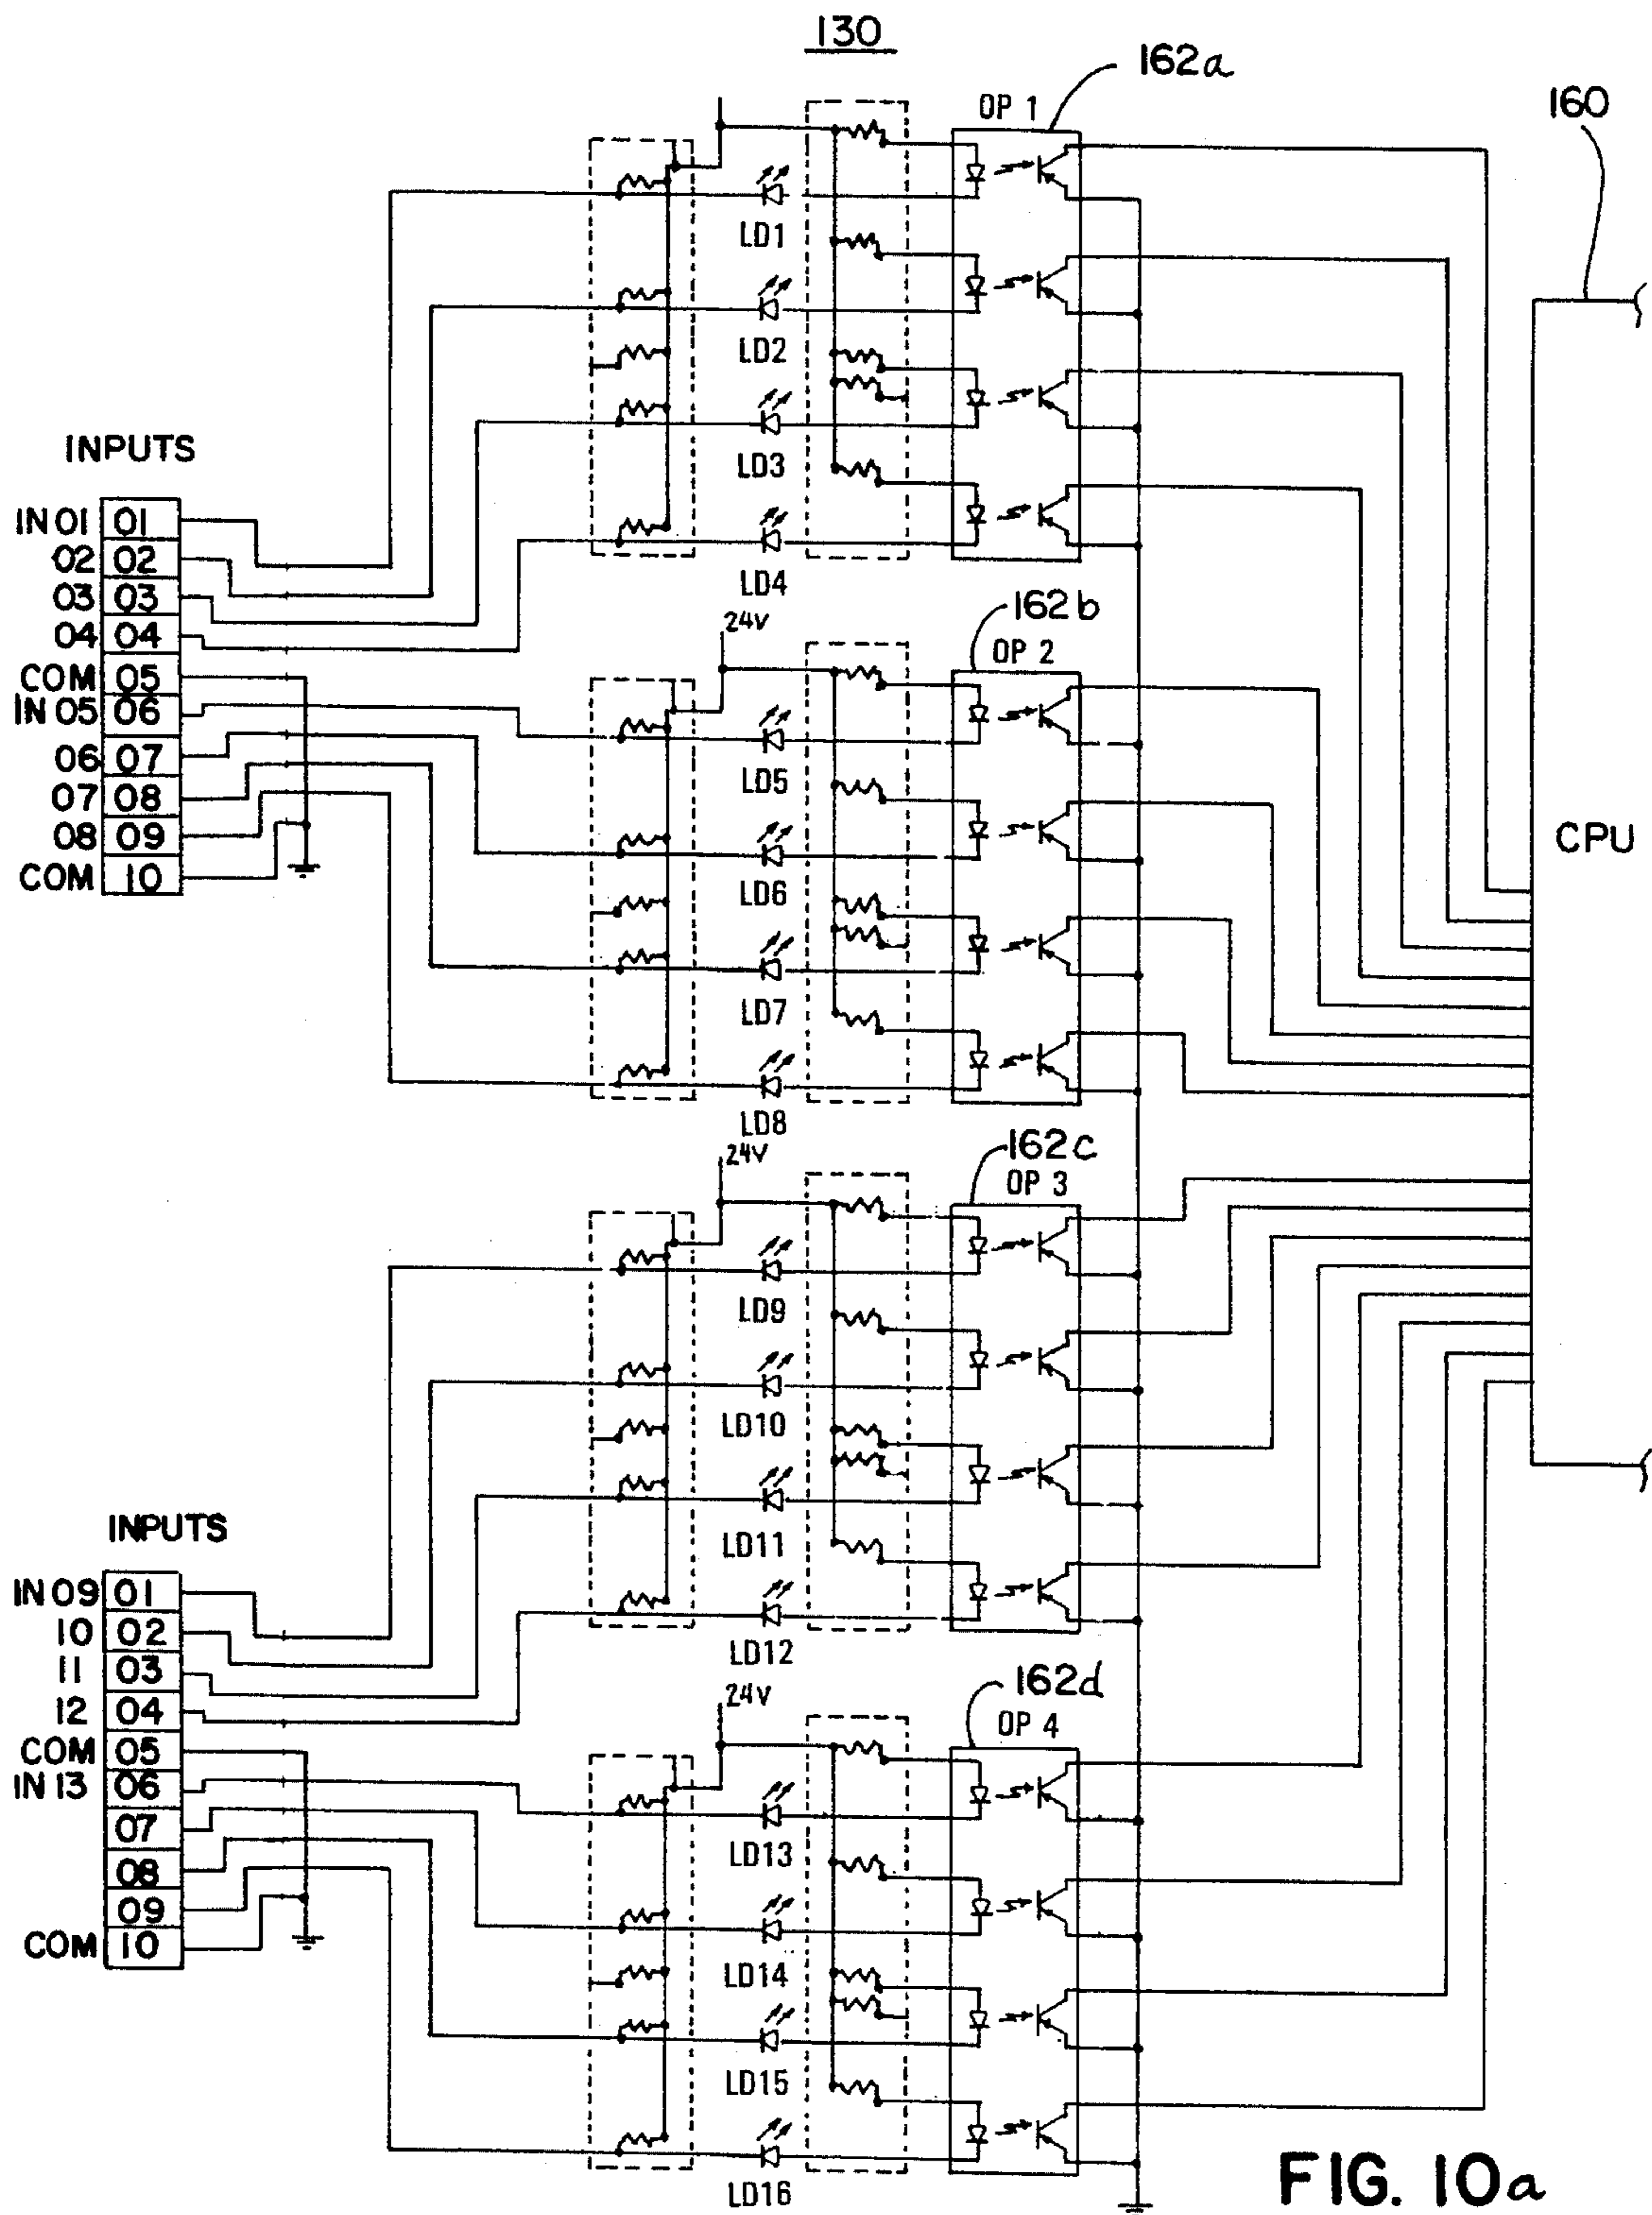 130
162a
OP 1
160
LD1
LD2
LD3
LD4
INPUTS
IN 01 01
02 02
03 03
04 04
COM 05
IN 05 06
06 07
07 08
08 09
COM 10
24V
162b
OP 2
LD5
LD6
LD7
LD8
CPU
24V
162c
OP 3
LD9
LD10
LD11
LD12
INPUTS
IN 09 01
10 02
11 03
12 04
COM 05
IN 13 06
07
08
09
COM 10
24V
162d
OP 4
LD13
LD14
LD15
LD16
FIG. 10a